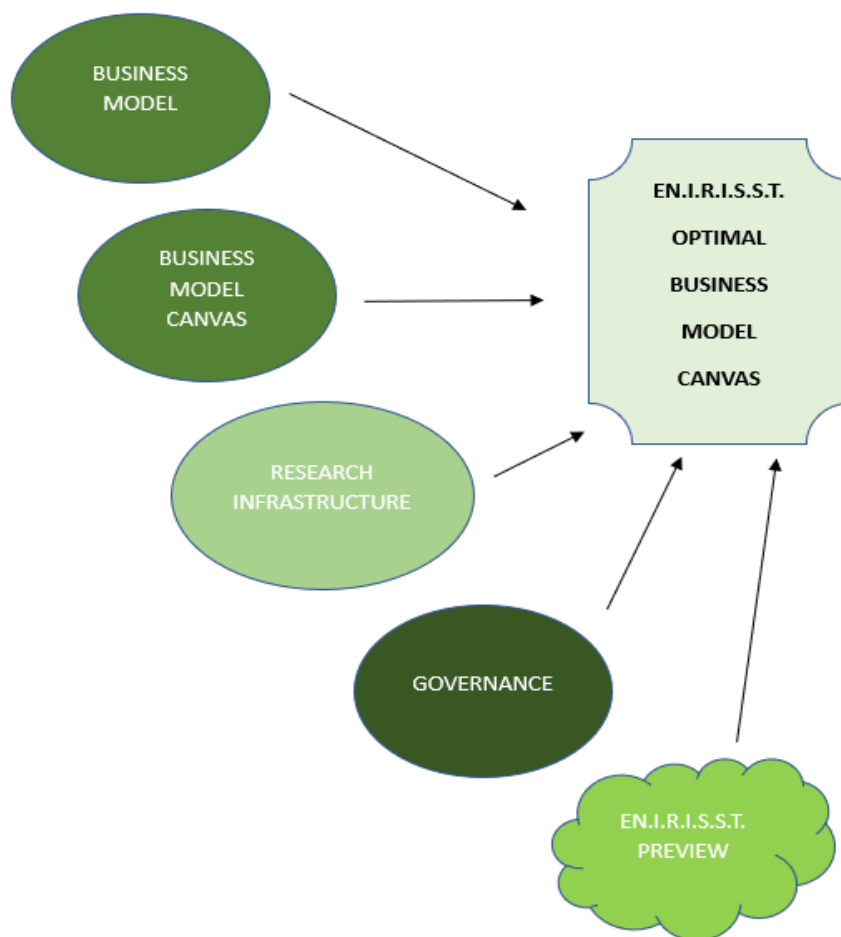 BUSINESS
MODEL
BUSINESS
MODEL
CANVAS
RESEARCH
INFRASTRUCTURE
GOVERNANCE
EN.I.R.I.S.S.T.
PREVIEW
EN.I.R.I.S.S.T.
OPTIMAL
BUSINESS
MODEL
CANVAS